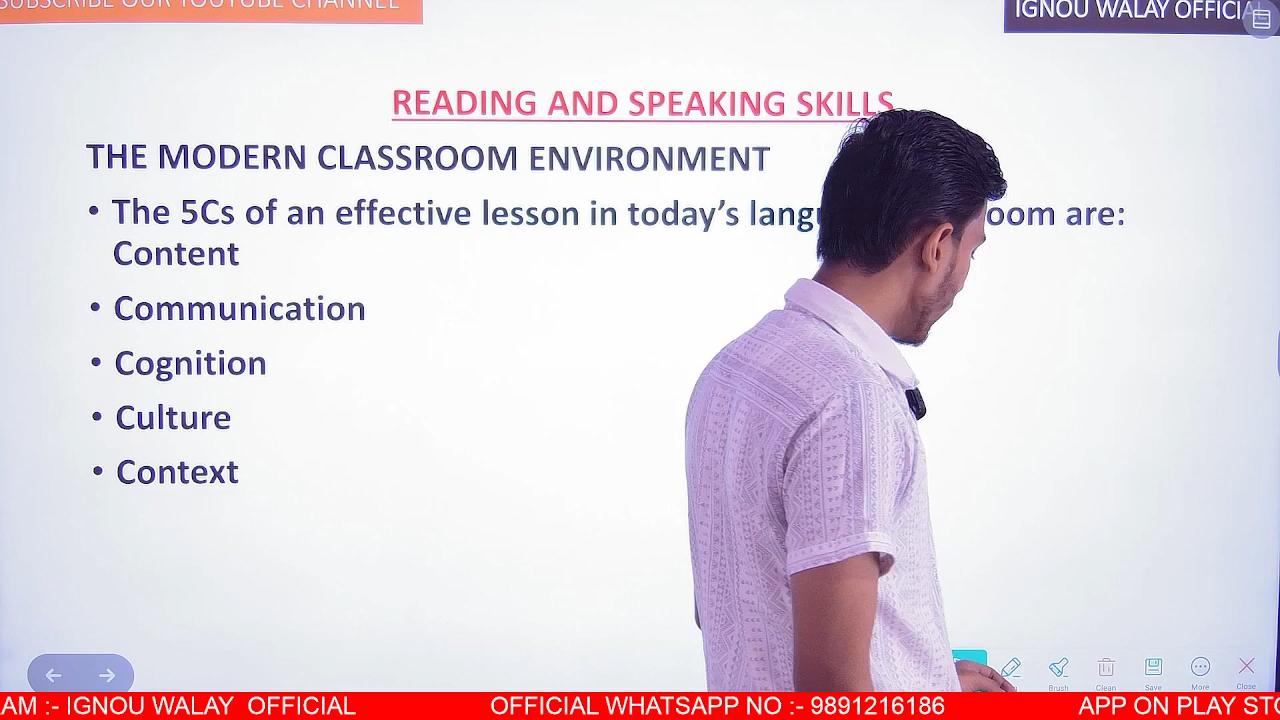 SUBSCRIBE OUR YOUTUBE CHANNEL
IGNOU WALAY OFFICIAL
READING AND SPEAKING SKILLS
THE MODERN CLASSROOM ENVIRONMENT
• The 5Cs of an effective lesson in today's langu oom are:
Content
• Communication
• Cognition
• Culture
• Context
Brush Clean Save More Close
AM :- IGNOU WALAY OFFICIAL OFFICIAL WHATSAPP NO :- 9891216186 APP ON PLAY STO